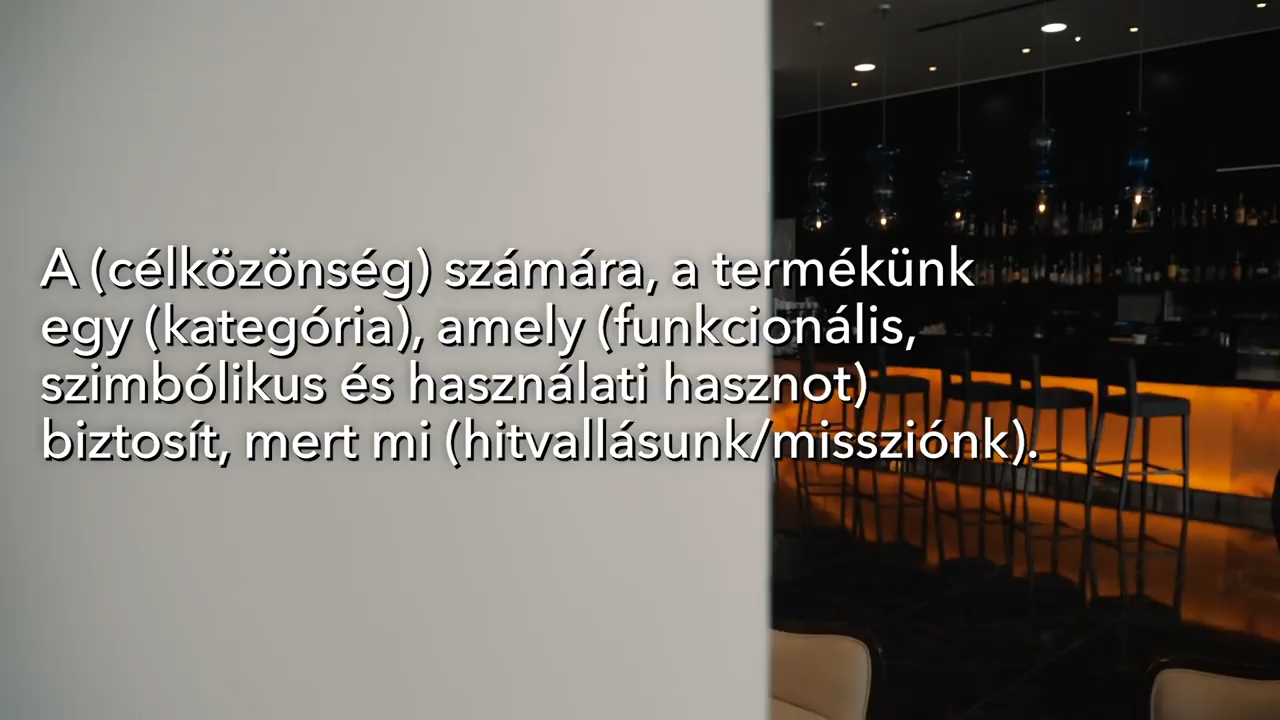 A (célközönség) számára, a termékünk
egy (kategória), amely (funkcionális,
szimbólikus és használati hasznot)
biztosít, mert mi (hitvallásunk/missziónk).